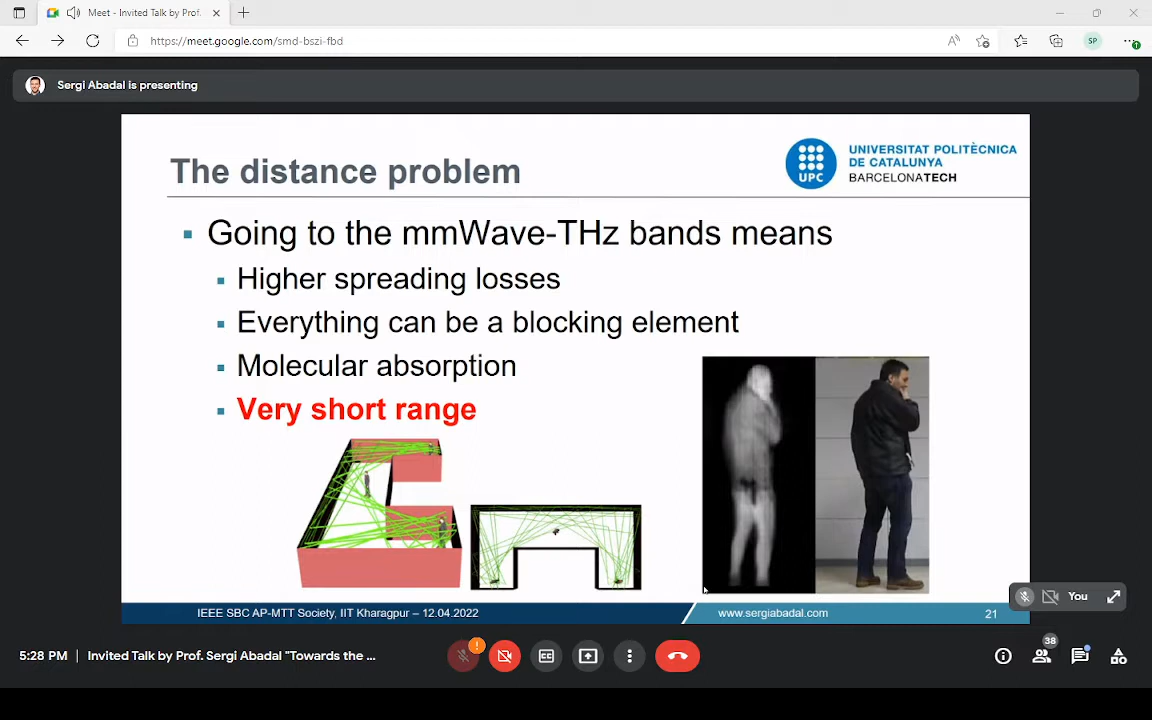 Meet - Invited Talk by Prof.
https://meet.google.com/smd-bszi-fbd
SP
Sergi Abadal is presenting
The distance problem
UPC
UNIVERSITAT POLITÈCNICA
DE CATALUNYA
BARCELONATECH
Going to the mmWave-THz bands means
Higher spreading losses
Everything can be a blocking element
Molecular absorption
Very short range
You
IEEE SBC AP-MTT Society, IIT Kharagpur – 12.04.2022
www.sergiabadal.com
21
5:28 PM | Invited Talk by Prof. Sergi Abadal "Towards the ...
CC
38